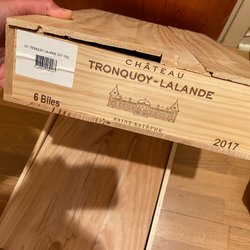 CHÂTEAU
TRONQUOY-LALANDE
6 Blles
SAINT-ESTÈPHE
2017